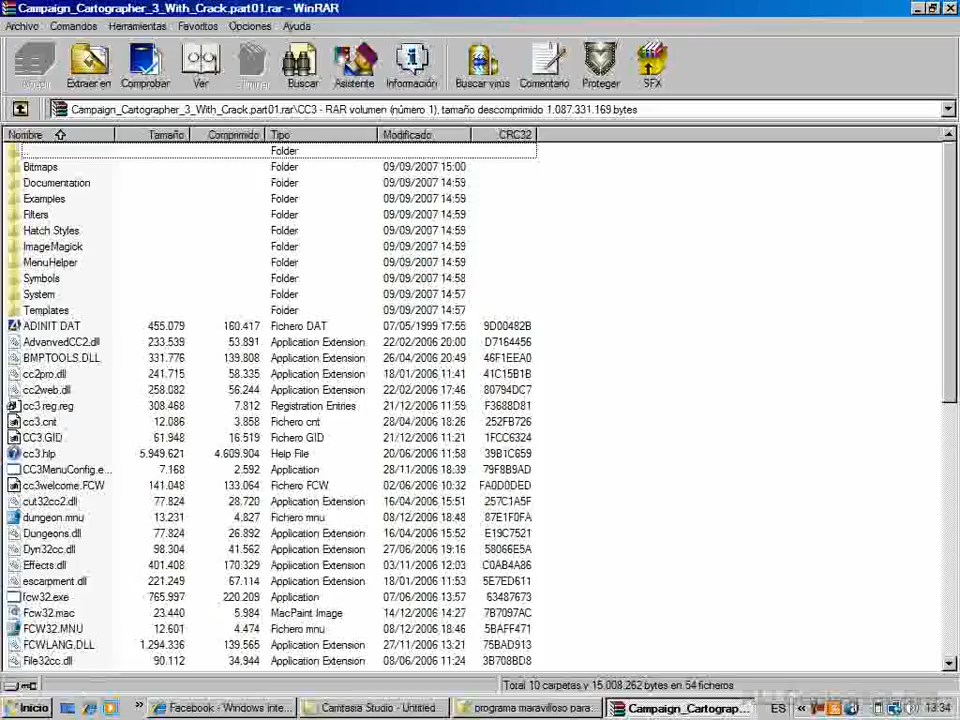 Campaign_Cartographer_3_With_Crack.part01.rar - WinRAR
Archivo Comandos Herramientas Favoritos Opciones Ayuda
Extraer en Comprobar Ver Buscar Asistente Información Buscar virus Comentario Proteger SFX
Campaign_Cartographer_3_With_Crack.part01.rar\CC3 - RAR volumen (número 1), tamaño descomprimido 1.087.331.169 bytes
Nombre Tamaño Comprimido Tipo Modificado CRC32
.. Folder
Bitmaps Folder 09/09/2007 15:00
Documentation Folder 09/09/2007 14:59
Examples Folder 09/09/2007 14:59
Filters Folder 09/09/2007 14:59
Hatch Styles Folder 09/09/2007 14:59
ImageMagick Folder 09/09/2007 14:59
MenuHelper Folder 09/09/2007 14:59
Symbols Folder 09/09/2007 14:58
System Folder 09/09/2007 14:57
Templates Folder 09/09/2007 14:57
ADINIT.DAT 455.079 160.417 Fichero DAT 07/05/1999 17:55 9D00482B
AdvanvedCC2.dll 233.539 53.891 Application Extension 22/02/2006 20:00 D7164456
BMPTOOLS.DLL 331.776 139.808 Application Extension 26/04/2006 20:49 46F1EEA0
cc2pro.dll 241.715 58.335 Application Extension 18/01/2006 11:41 41C15B1B
cc2web.dll 258.082 56.244 Application Extension 22/02/2006 17:46 80794DC7
cc3 reg.reg 308.468 7.812 Registration Entries 21/12/2006 11:59 F3688D81
cc3.cnt 12.086 3.858 Fichero cnt 28/04/2006 18:26 252FB726
CC3.GID 61.948 16.519 Fichero GID 21/12/2006 11:21 1FCC6324
cc3.hlp 5.949.621 4.609.904 Help File 20/06/2006 11:58 39B1C659
CC3MenuConfig.e... 7.168 2.592 Application 28/11/2006 18:39 79F8B9AD
cc3welcome.FCW 141.048 133.064 Fichero FCW 02/06/2006 10:32 FA0D0DED
cut32cc2.dll 77.824 28.720 Application Extension 16/04/2006 15:51 257C1A5F
dungeon.mnu 13.231 4.827 Fichero mnu 08/12/2006 18:48 87E1F0FA
Dungeons.dll 77.824 26.892 Application Extension 16/04/2006 15:52 E19C7521
Dyn32cc.dll 98.304 41.562 Application Extension 27/06/2006 19:16 58066E5A
Effects.dll 401.408 170.329 Application Extension 03/11/2006 12:03 C0AB4A86
escarpment.dll 221.249 67.114 Application Extension 18/01/2006 11:53 5E7ED611
fcw32.exe 765.997 220.209 Application 07/06/2006 13:57 63487673
Fcw32.mac 23.440 5.984 MacPaint Image 14/12/2006 14:27 7B7097AC
FCW32.MNU 12.601 4.474 Fichero mnu 08/12/2006 18:46 5BAFF471
FCWLANG.DLL 1.294.336 139.565 Application Extension 27/11/2006 13:21 75BAD913
File32cc.dll 90.112 34.944 Application Extension 08/06/2006 11:24 3B708BD8
Total 10 carpetas y 15.008.262 bytes en 54 ficheros
Inicio Facebook - Windows inte... Camtasia Studio - Untitled... programa maravilloso para... Campaign_Cartograp... ES 13:34